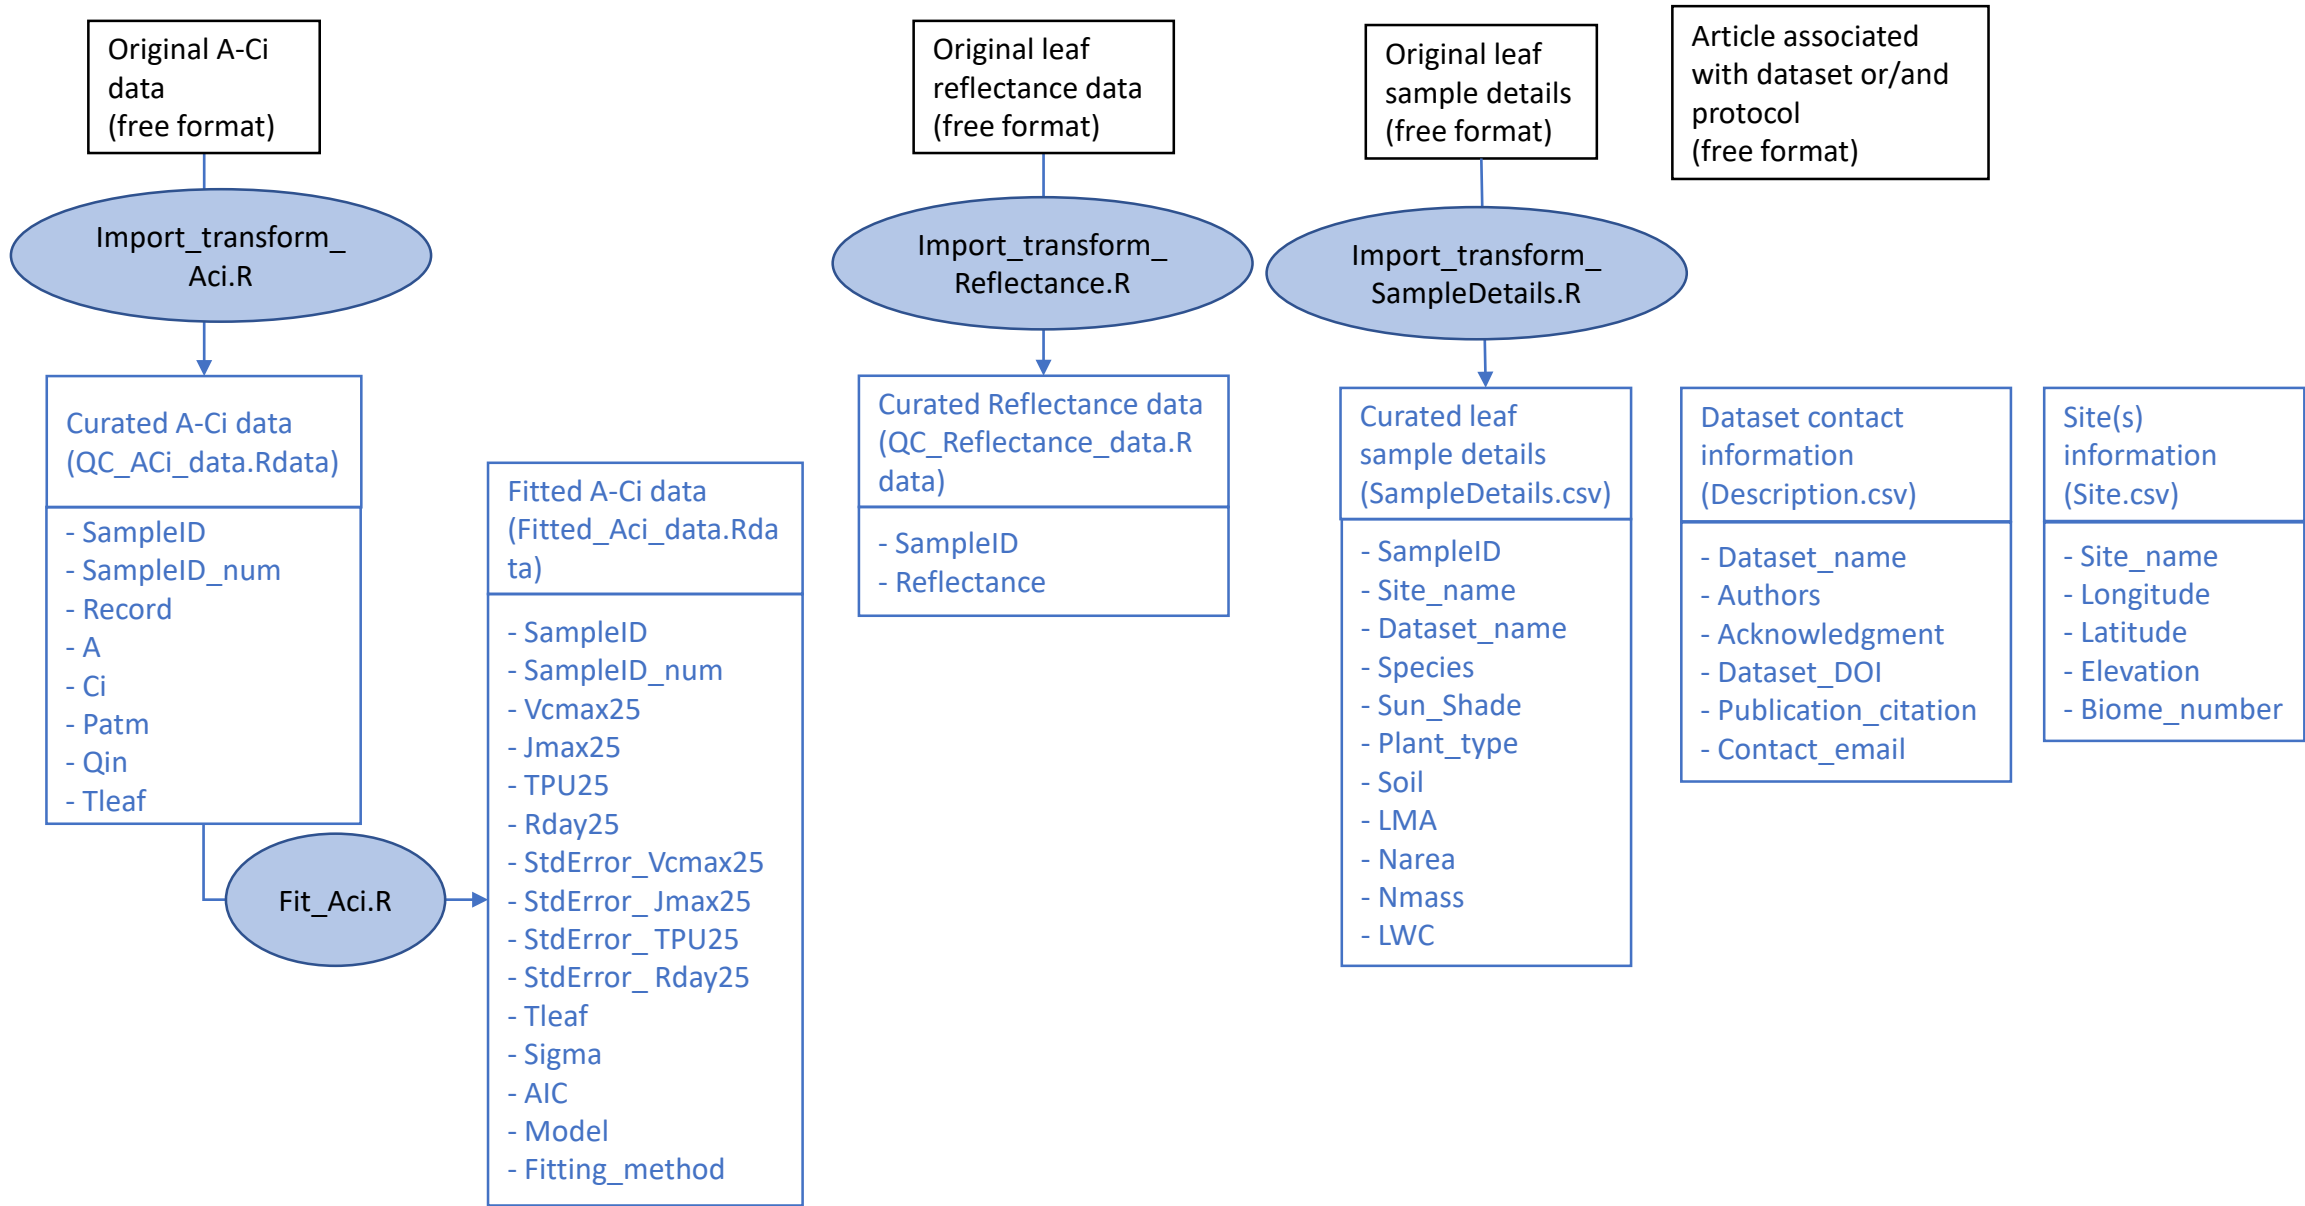 Original A-Ci
data
(free format)
Import_transform_
Aci.R
Curated A-Ci data
(QC_ACi_data.Rdata)
- SampleID
- SampleID_num
- Record
- A
- Ci
- Patm
- Qin
- Tleaf
Fit_Aci.R
Fitted A-Ci data
(Fitted_Aci_data.Rda
ta)
- SampleID
- SampleID_num
- Vcmax25
- Jmax25
- TPU25
- Rday25
- StdError_Vcmax25
- StdError_ Jmax25
- StdError_ TPU25
- StdError_ Rday25
- Tleaf
- Sigma
- AIC
- Model
- Fitting_method
Original leaf
reflectance data
(free format)
Import_transform_
Reflectance.R
Curated Reflectance data
(QC_Reflectance_data.R
data)
- SampleID
- Reflectance
Original leaf
sample details
(free format)
Import_transform_
SampleDetails.R
Curated leaf
sample details
(SampleDetails.csv)
- SampleID
- Site_name
- Dataset_name
- Species
- Sun_Shade
- Plant_type
- Soil
- LMA
- Narea
- Nmass
- LWC
Article associated
with dataset or/and
protocol
(free format)
Dataset contact
information
(Description.csv)
- Dataset_name
- Authors
- Acknowledgment
- Dataset_DOI
- Publication_citation
- Contact_email
Site(s)
information
(Site.csv)
- Site_name
- Longitude
- Latitude
- Elevation
- Biome_number